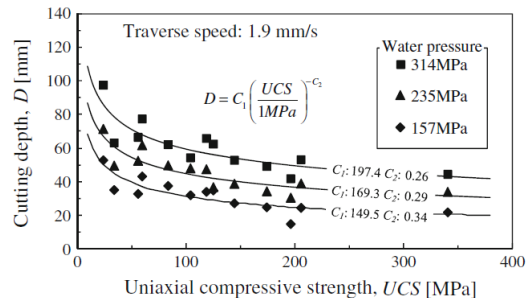 140
120
100
80
60
40
20
0
Cutting depth, D [mm]
Traverse speed: 1.9 mm/s
Water pressure
314MPa
235MPa
157MPa
D = C₁(UCS/1MPa)^-C₂
C₁: 197.4 C₂: 0.26
C₁: 169.3 C₂: 0.29
C₁: 149.5 C₂: 0.34
0 100 200 300 400
Uniaxial compressive strength, UCS [MPa]